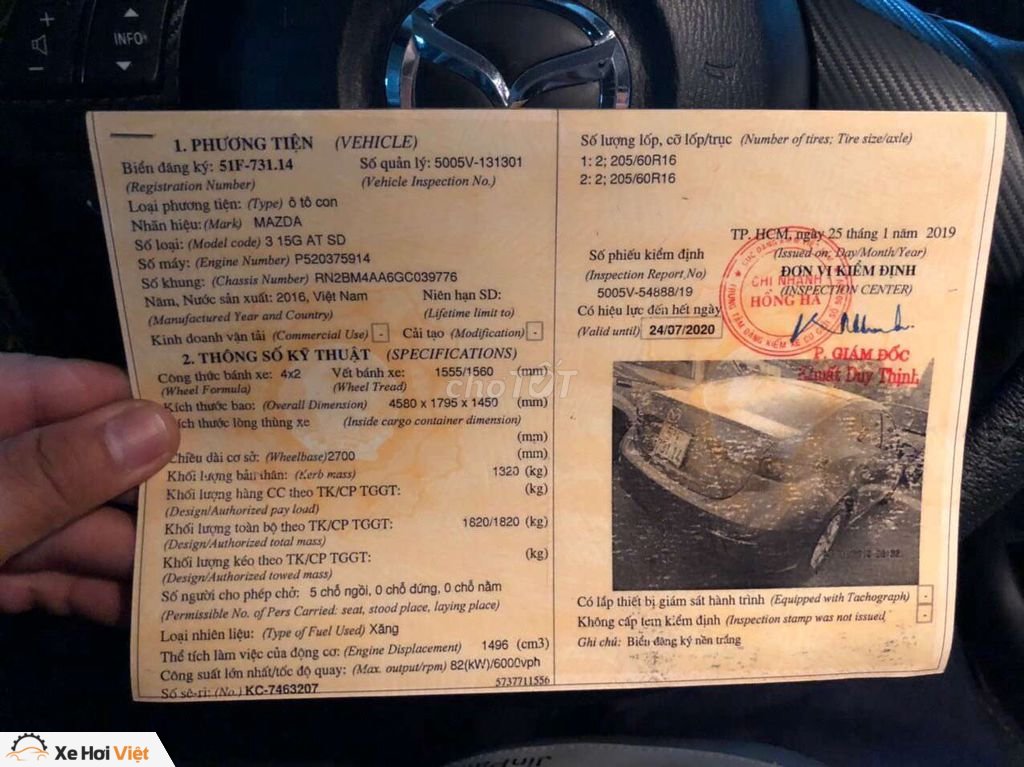 INFO
1. PHƯƠNG TIỆN (VEHICLE)
Biển đăng ký: 51F-731.14 Số quản lý: 5005V-131301
(Registration Number) (Vehicle Inspection No.)
Loại phương tiện: (Type) ô tô con
Nhãn hiệu: (Mark) MAZDA
Số loại: (Model code) 3 15G AT SD
Số máy: (Engine Number) P520375914
Số khung: (Chassis Number) RN2BM4AA6GC039776
Năm, Nước sản xuất: 2016, Việt Nam Niên hạn SD:
(Manufactured Year and Country) (Lifetime limit to)
Kinh doanh vận tải (Commercial Use) - Cải tạo (Modification) -
2. THÔNG SỐ KỸ THUẬT (SPECIFICATIONS)
Công thức bánh xe: 4x2 Vết bánh xe: 1555/1560 (mm)
(Wheel Formula) (Wheel Tread)
Kích thước bao: (Overall Dimension) 4580 x 1795 x 1450 (mm)
Kích thước lòng thùng xe (Inside cargo container dimension)
(mm)
Chiều dài cơ sở: (Wheelbase)2700 (mm)
Khối lượng bản thân: (Kerb mass) 1320 (kg)
Khối lượng hàng CC theo TK/CP TGGT: (kg)
(Design/Authorized pay load)
Khối lượng toàn bộ theo TK/CP TGGT: 1820/1820 (kg)
(Design/Authorized total mass)
Khối lượng kéo theo TK/CP TGGT: (kg)
(Design/Authorized towed mass)
Số người cho phép chở: 5 chỗ ngồi, 0 chỗ đứng, 0 chỗ nằm
(Permissible No. of Pers Carried: seat, stood place, laying place)
Loại nhiên liệu: (Type of Fuel Used) Xăng
Thể tích làm việc của động cơ: (Engine Displacement) 1496 (cm3)
Công suất lớn nhất/tốc độ quay: (Max. output/rpm) 82(kW)/6000vph
Số sê-ri: (No.) KC-7463207 5737711556
Số lượng lốp, cỡ lốp/trục (Number of tires; Tire size/axle)
1: 2; 205/60R16
2: 2; 205/60R16
TP. HCM, ngày 25 tháng 1 năm 2019
Số phiếu kiểm định (Issued on: Day/Month/Year)
(Inspection Report No) ĐƠN VỊ KIỂM ĐỊNH
5005V-54888/19 (INSPECTION CENTER)
Có hiệu lực đến hết ngày
(Valid until) 24/07/2020
CHI NHÁNH
HỒNG HÀ
P. GIÁM ĐỐC
Khuất Duy Thịnh
chợTỐT
Có lắp thiết bị giám sát hành trình (Equipped with Tachograph) -
Không cấp tem kiểm định (Inspection stamp was not issued) -
Ghi chú: Biển đăng ký nền trắng
Xe Hơi Việt